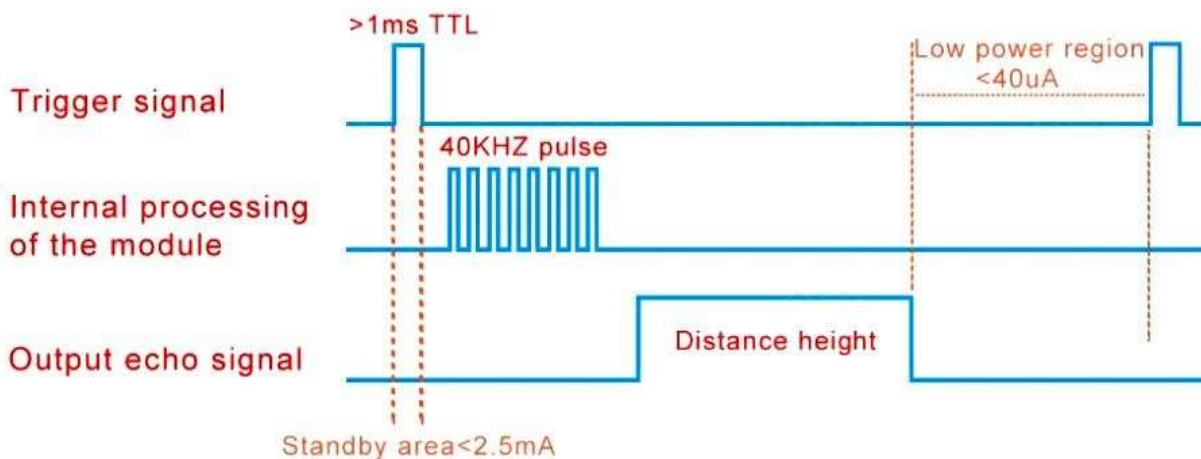 >1ms TTL
Low power region
<40uA
Trigger signal
40KHZ pulse
Internal processing
of the module
Distance height
Output echo signal
Standby area<2.5mA